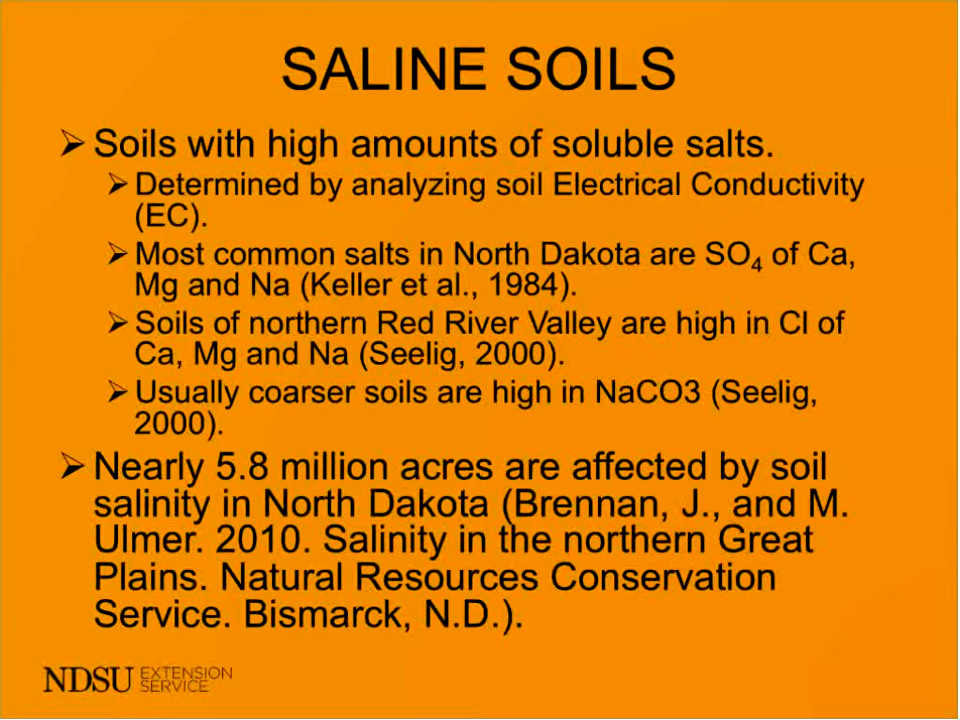 SALINE SOILS
➢Soils with high amounts of soluble salts.
➢Determined by analyzing soil Electrical Conductivity
(EC).
➢Most common salts in North Dakota are SO₄ of Ca,
Mg and Na (Keller et al., 1984).
➢Soils of northern Red River Valley are high in Cl of
Ca, Mg and Na (Seelig, 2000).
➢Usually coarser soils are high in NaCO3 (Seelig,
2000).
➢Nearly 5.8 million acres are affected by soil
salinity in North Dakota (Brennan, J., and M.
Ulmer. 2010. Salinity in the northern Great
Plains. Natural Resources Conservation
Service. Bismarck, N.D.).
NDSU EXTENSION
SERVICE